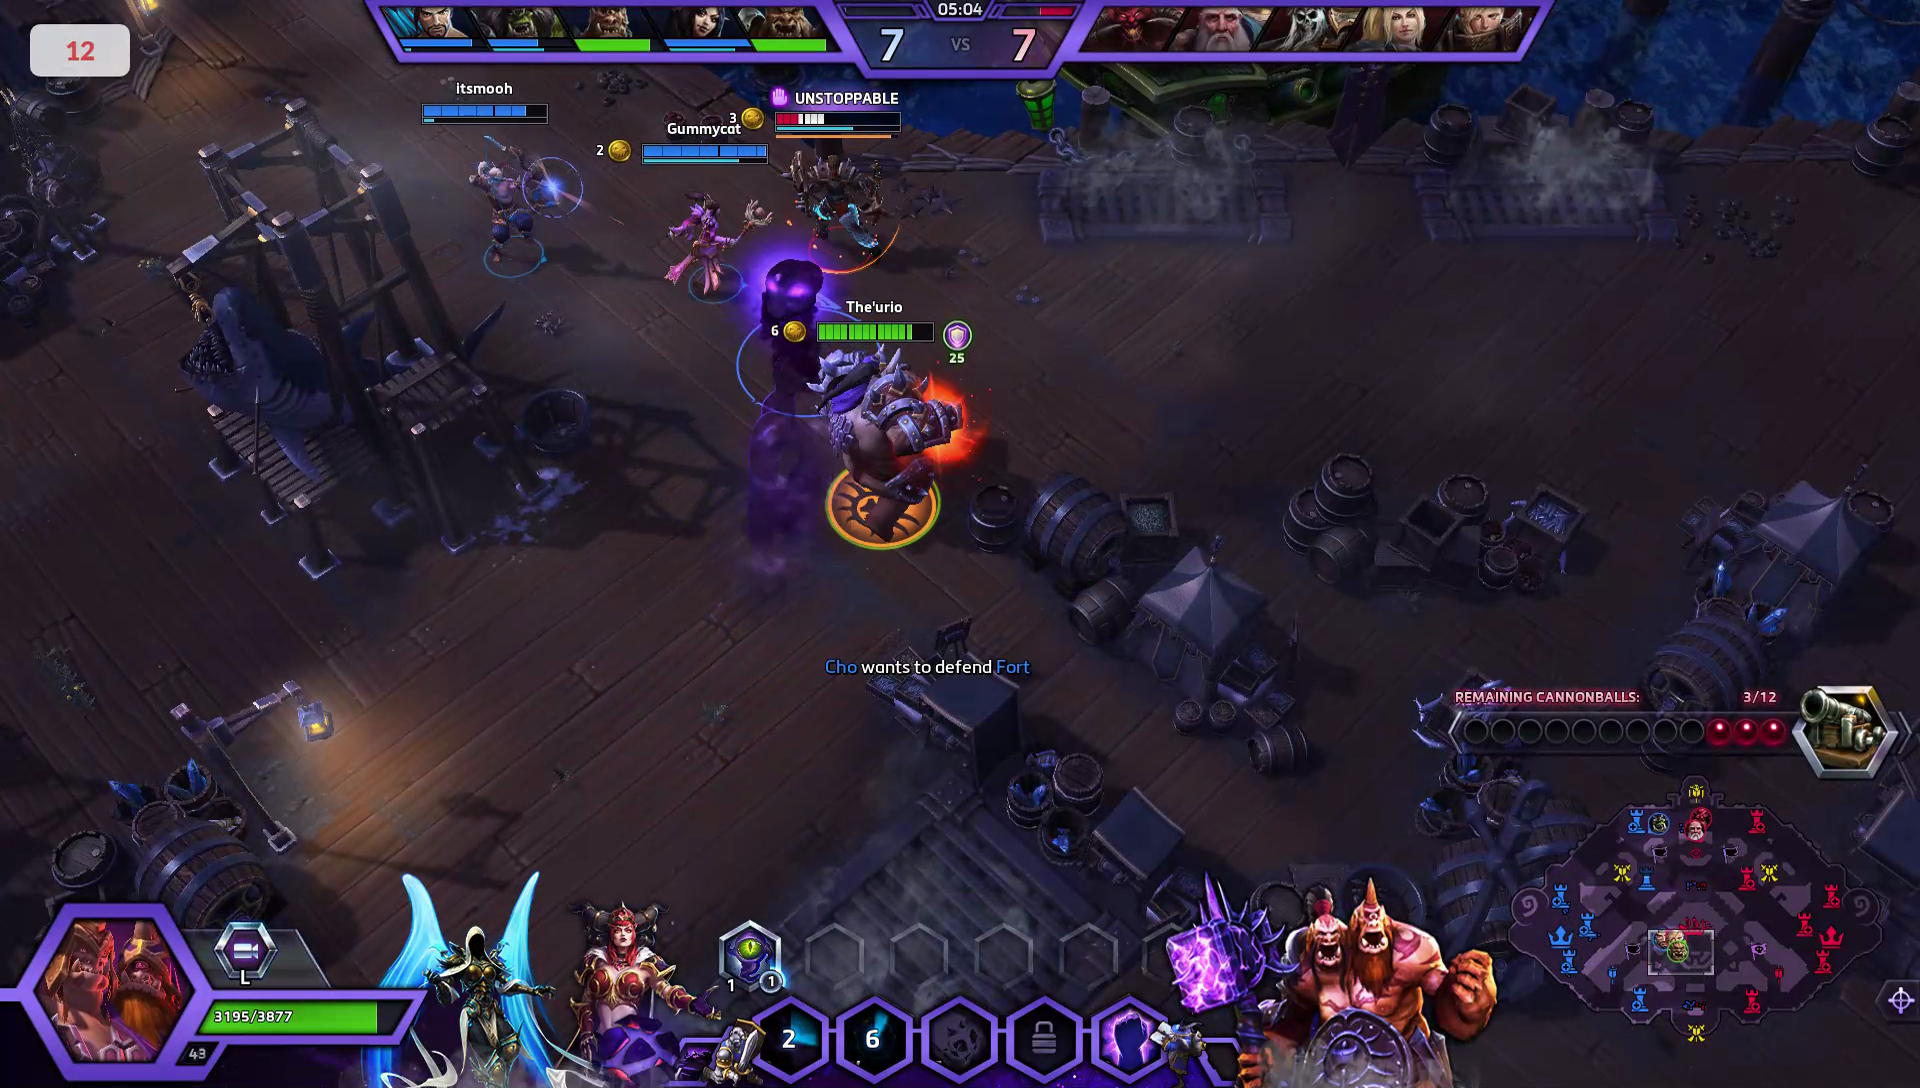 12
05:04
7 VS 7
itsmooh
UNSTOPPABLE
3
Gummycat
2
The'urio
6
25
Cho wants to defend Fort
REMAINING CANNONBALLS: 3/12
L
1
1
3195/3877
43
2
6